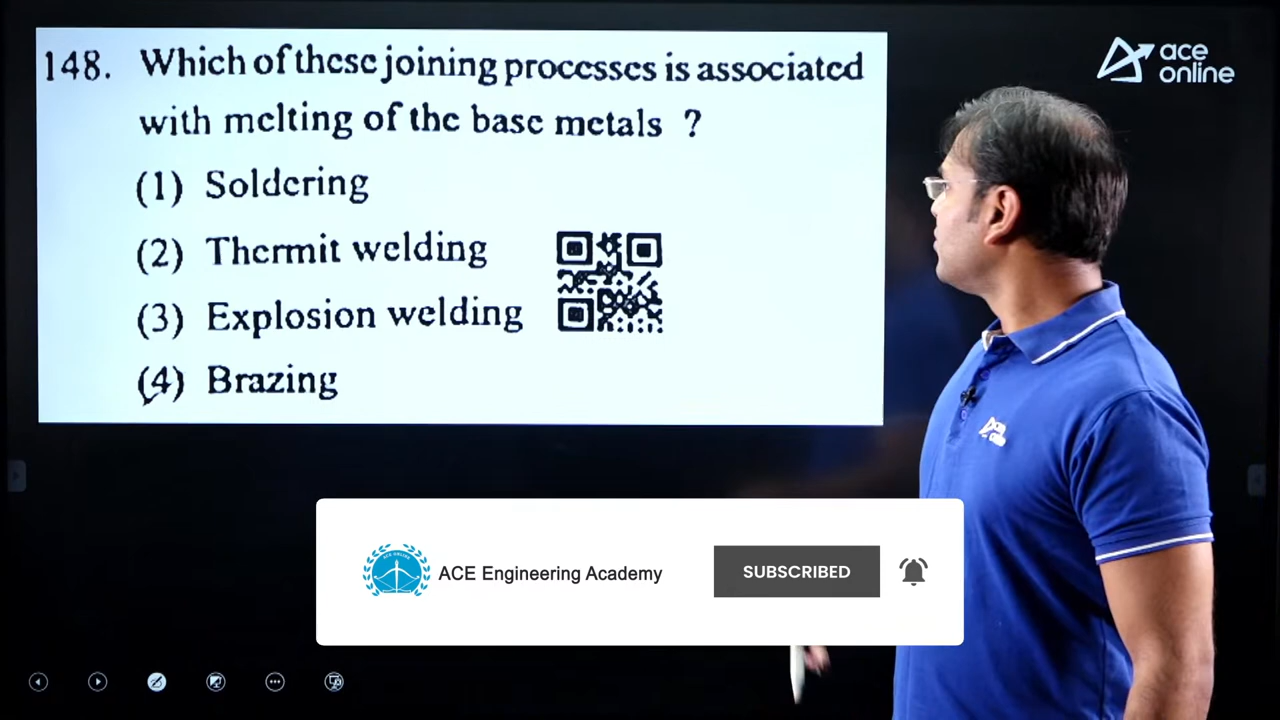 148. Which of these joining processes is associated
with melting of the base metals ?
(1) Soldering
(2) Thermit welding
(3) Explosion welding
(4) Brazing
ace
online
ACE Engineering Academy
SUBSCRIBED